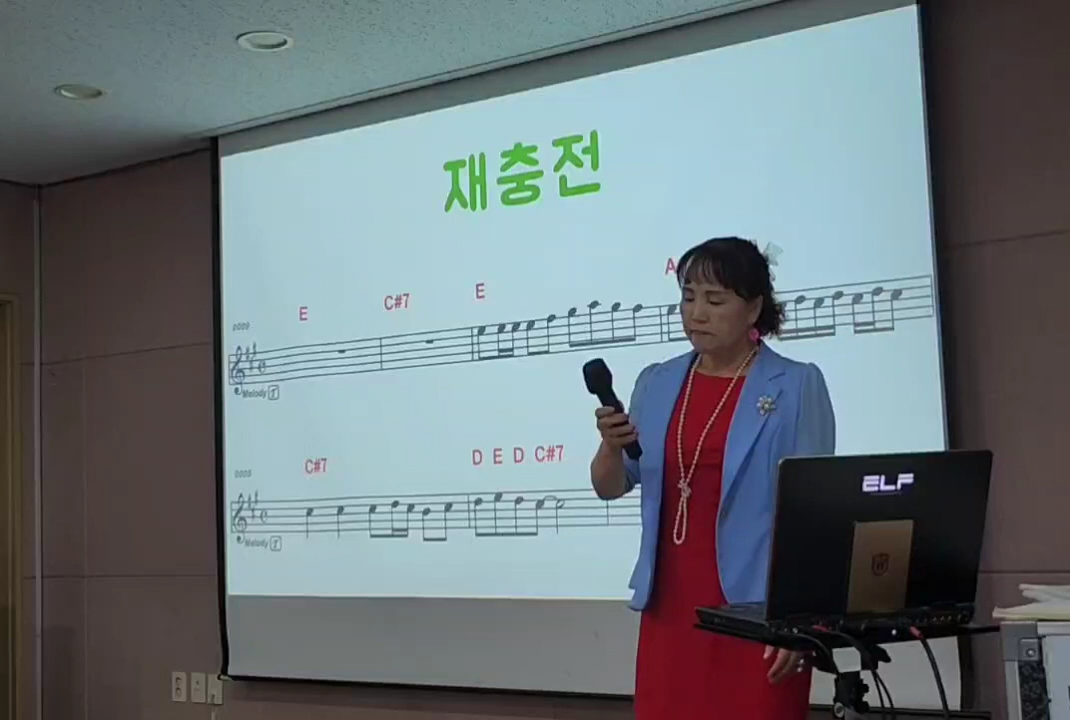 재충전
E C#7 E A
Melody
C#7 D E D C#7
Melody
ELF